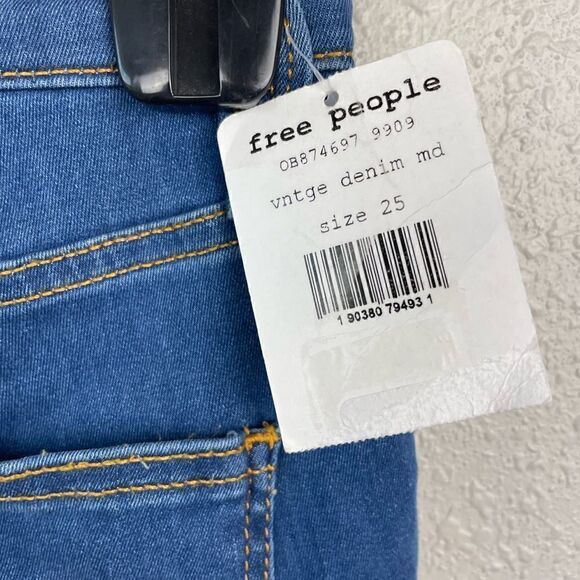 free people
OB874697 9909
vntge denim md
size 25
1 90380 79493 1